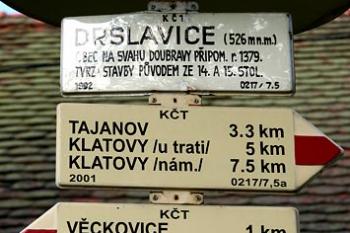 KČT
DRSLAVICE (526 m n.m.)
OBEC NA SVAHU DOUBRAVY PŘIPOM. r. 1379.
TVRZ - STAVBY PŮVODEM ZE 14. A 15. STOL.
1992 0217/7.5
KČT
TAJANOV 3.3 km
KLATOVY /u trati/ 5 km
KLATOVY /nám./ 7.5 km
2001 0217/7,5a
KČT
VĚCKOVICE 1 km